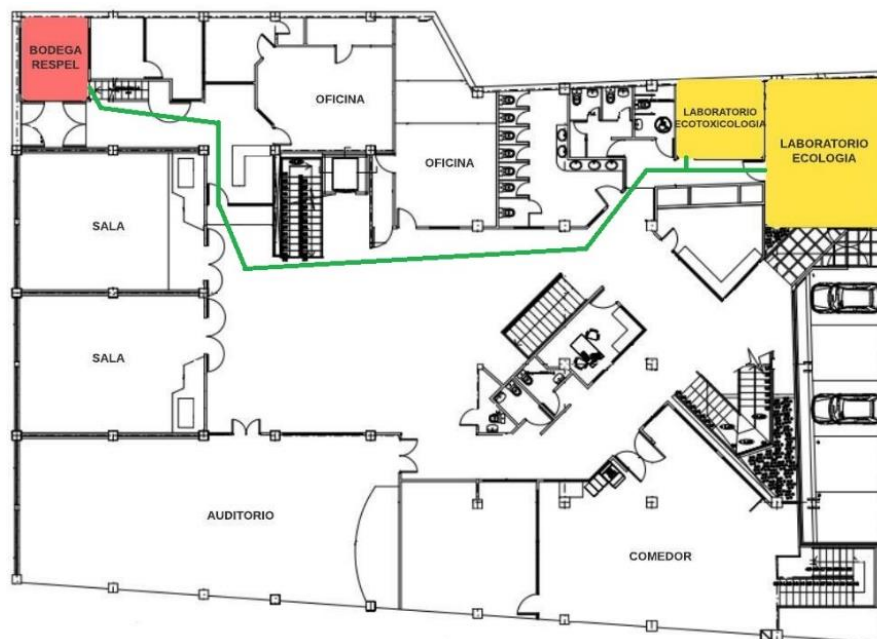 BODEGA
RESPEL
OFICINA
LABORATORIO
ECOTOXICOLOGIA
LABORATORIO
ECOLOGIA
OFICINA
SALA
SALA
AUDITORIO
COMEDOR